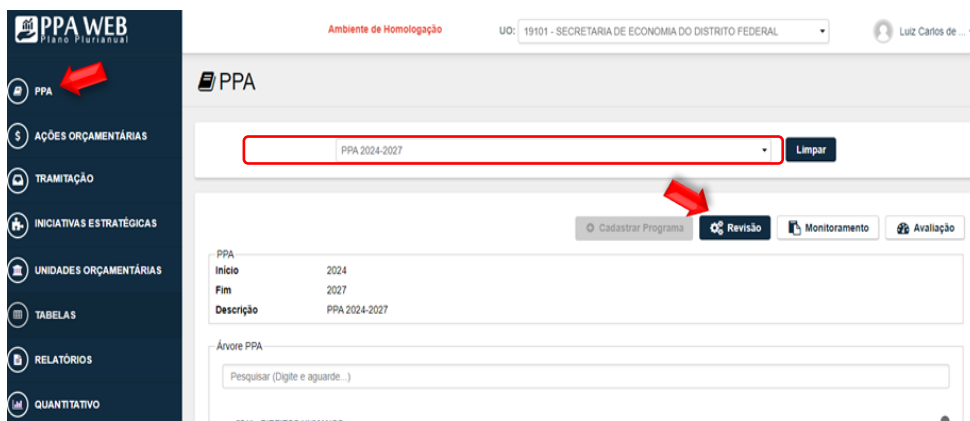 PPA WEB
Plano Plurianual
Ambiente de Homologação
UO: 19101 - SECRETARIA DE ECONOMIA DO DISTRITO FEDERAL
Luiz Carlos de ...
PPA
AÇÕES ORÇAMENTÁRIAS
TRAMITAÇÃO
INICIATIVAS ESTRATÉGICAS
UNIDADES ORÇAMENTÁRIAS
TABELAS
RELATÓRIOS
QUANTITATIVO
PPA
PPA 2024-2027 Limpar
Cadastrar Programa Revisão Monitoramento Avaliação
PPA
Início 2024
Fim 2027
Descrição PPA 2024-2027
Árvore PPA
Pesquisar (Digite e aguarde...)